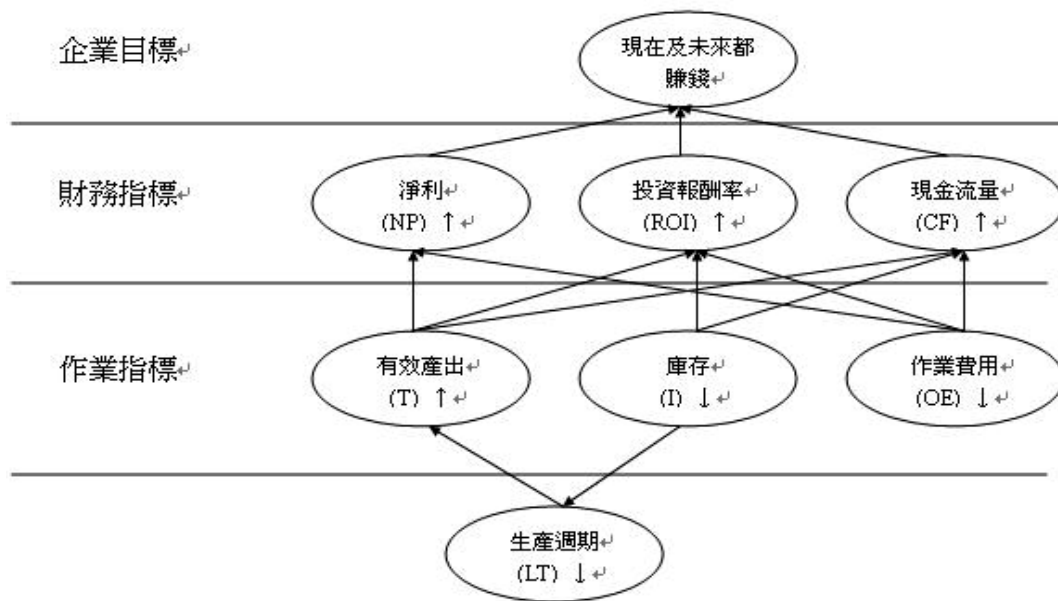 企業目標↵
現在及未來都
賺錢↵
財務指標↵
淨利↵
(NP) ↑↵
投資報酬率↵
(ROI) ↑↵
現金流量↵
(CF) ↑↵
作業指標↵
有效產出↵
(T) ↑↵
庫存↵
(I) ↓↵
作業費用↵
(OE) ↓↵
生產週期↵
(LT) ↓↵